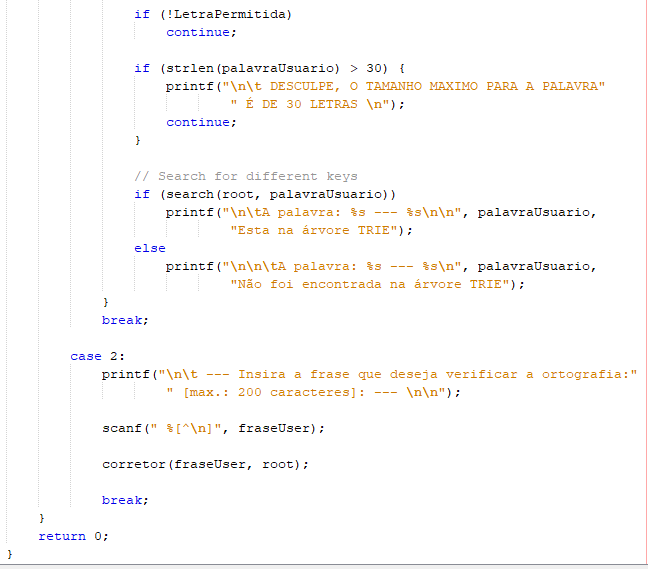 if (!LetraPermitida)
continue;
if (strlen(palavraUsuario) > 30) {
printf("\n\t DESCULPE, O TAMANHO MAXIMO PARA A PALAVRA"
" É DE 30 LETRAS \n");
continue;
}
// Search for different keys
if (search(root, palavraUsuario))
printf("\n\tA palavra: %s --- %s\n\n", palavraUsuario,
"Esta na árvore TRIE");
else
printf("\n\n\tA palavra: %s --- %s\n", palavraUsuario,
"Não foi encontrada na árvore TRIE");
}
break;
case 2:
printf("\n\t --- Insira a frase que deseja verificar a ortografia:"
" [max.: 200 caracteres]: --- \n\n");
scanf(" %[^\n]", fraseUser);
corretor(fraseUser, root);
break;
}
return 0;
}